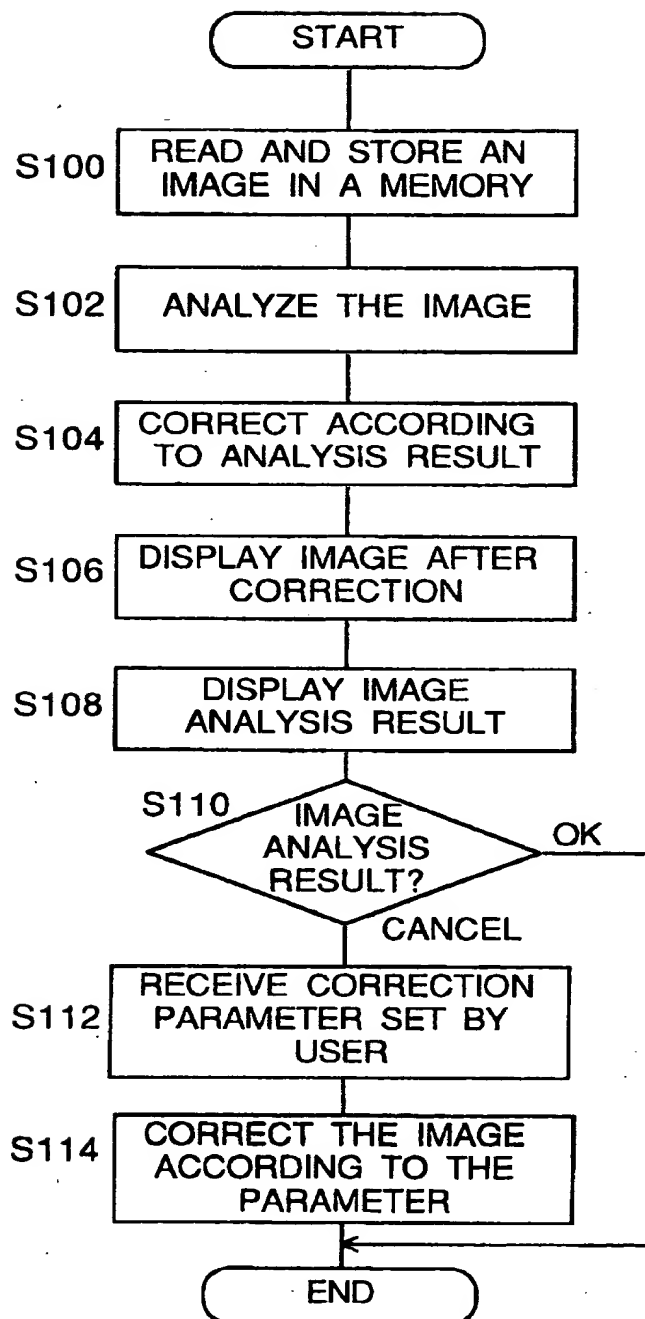 START
S100
READ AND STORE AN
IMAGE IN A MEMORY
S102
ANALYZE THE IMAGE
S104
CORRECT ACCORDING
TO ANALYSIS RESULT
S106
DISPLAY IMAGE AFTER
CORRECTION
S108
DISPLAY IMAGE
ANALYSIS RESULT
S110
IMAGE
ANALYSIS
RESULT?
OK
CANCEL
S112
RECEIVE CORRECTION
PARAMETER SET BY
USER
S114
CORRECT THE IMAGE
ACCORDING TO THE
PARAMETER
END